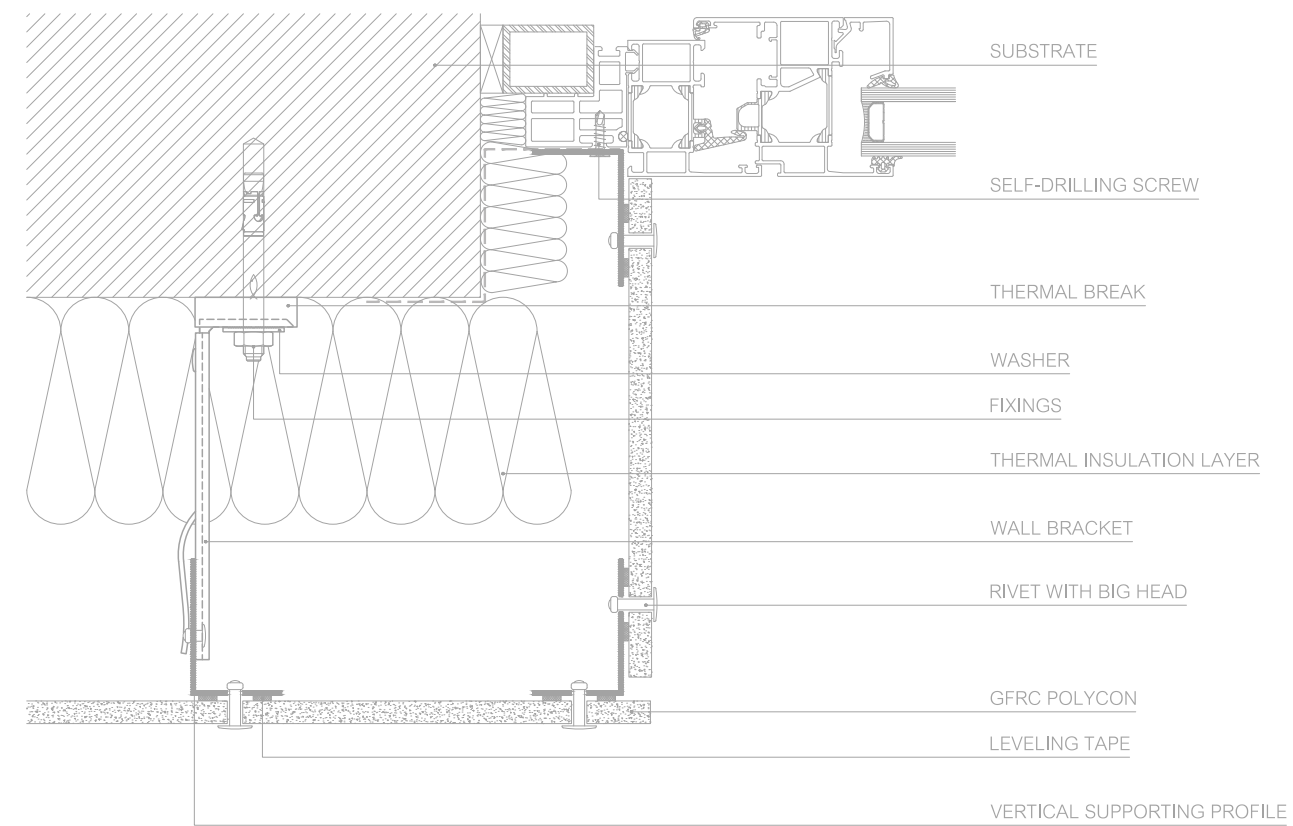 SUBSTRATE
SELF-DRILLING SCREW
THERMAL BREAK
WASHER
FIXINGS
THERMAL INSULATION LAYER
WALL BRACKET
RIVET WITH BIG HEAD
GFRC POLYCON
LEVELING TAPE
VERTICAL SUPPORTING PROFILE